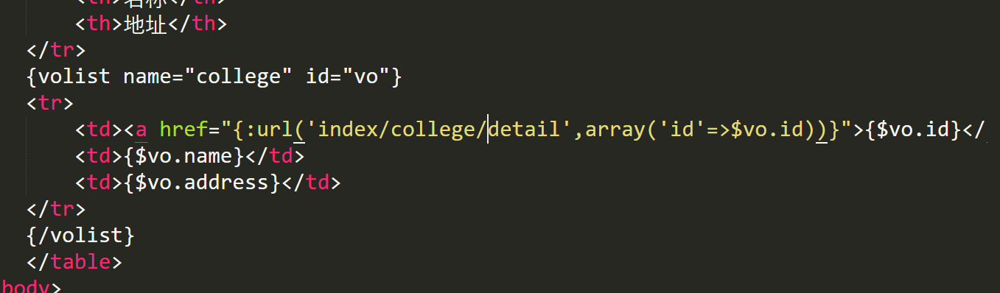 <th>名称</th>
<th>地址</th>
</tr>
{volist name="college" id="vo"}
<tr>
<td><a href="{:url('index/college/detail',array('id'=>$vo.id))}">{$vo.id}</
<td>{$vo.name}</td>
<td>{$vo.address}</td>
</tr>
{/volist}
</table>
body>